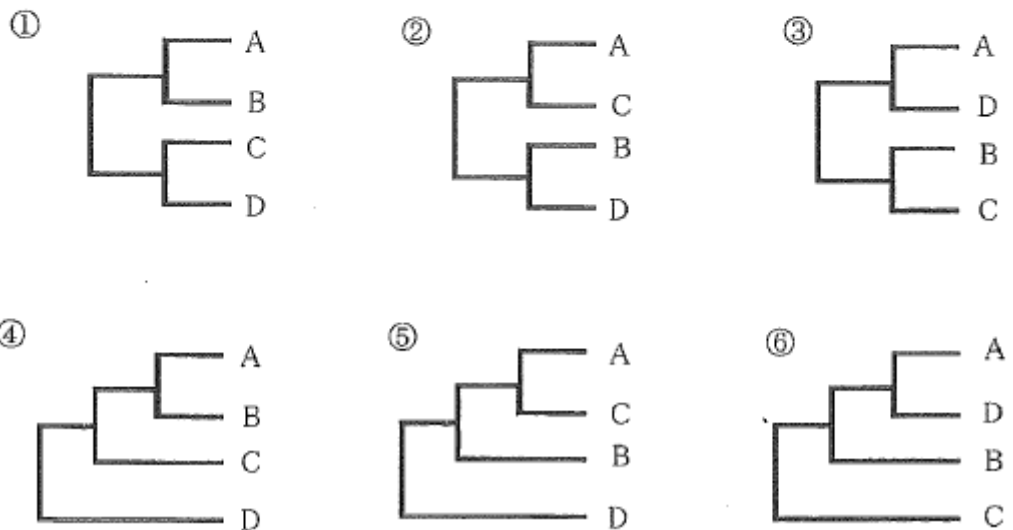 ① A B C D
② A C B D
③ A D B C
④ A B C D
⑤ A C B D
⑥ A D B C